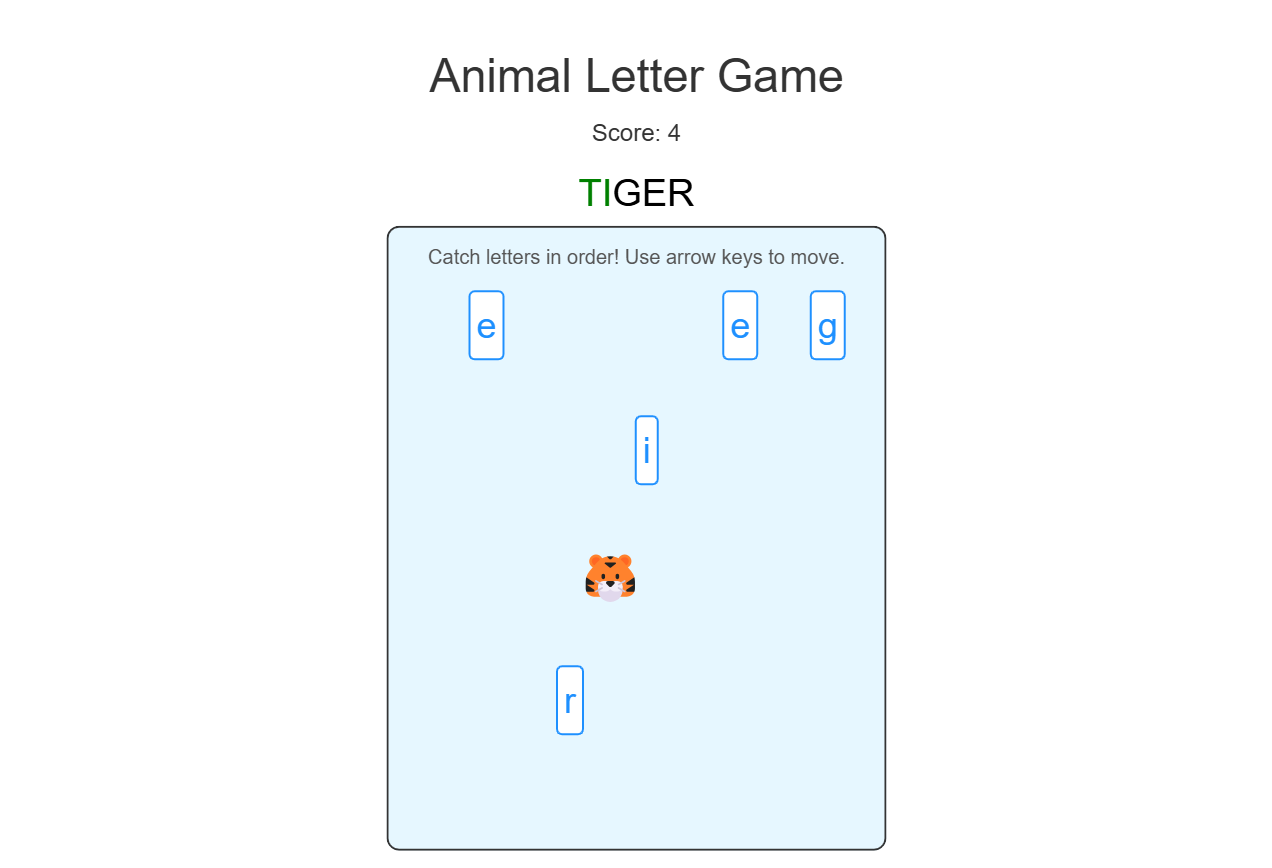 Animal Letter Game
Score: 4
TIGER
Catch letters in order! Use arrow keys to move.
e e g
i
r